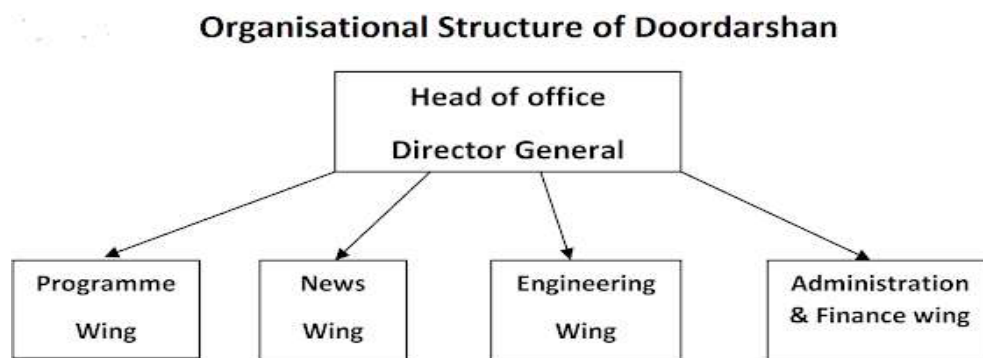 Organisational Structure of Doordarshan
Head of office
Director General
Programme
Wing
News
Wing
Engineering
Wing
Administration
& Finance wing